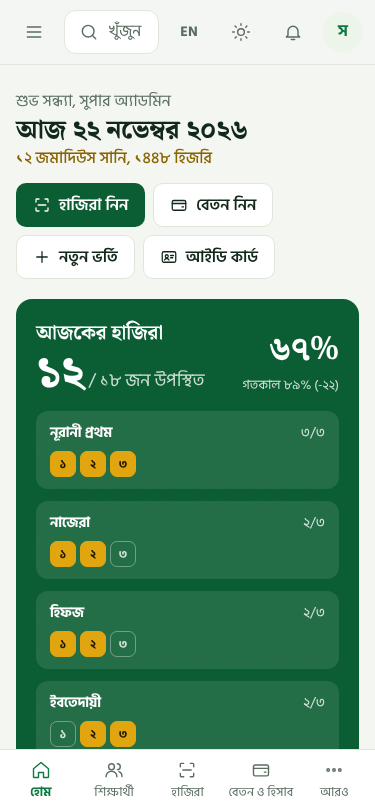 খুঁজুন
EN
স
শুভ সন্ধ্যা, সুপার অ্যাডমিন
আজ ২২ নভেম্বর ২০২৬
১২ জমাদিউস সানি, ১৪৪৮ হিজরি
হাজিরা নিন
বেতন নিন
নতুন ভর্তি
আইডি কার্ড
আজকের হাজিরা
১২ / ১৮ জন উপস্থিত
৬৭%
গতকাল ৮৯% (-২২)
নূরানী প্রথম ৩/৩
১ ২ ৩
নাজেরা ২/৩
১ ২ ৩
হিফজ ২/৩
১ ২ ৩
ইবতেদায়ী ২/৩
১ ২ ৩
হোম
শিক্ষার্থী
হাজিরা
বেতন ও হিসাব
আরও